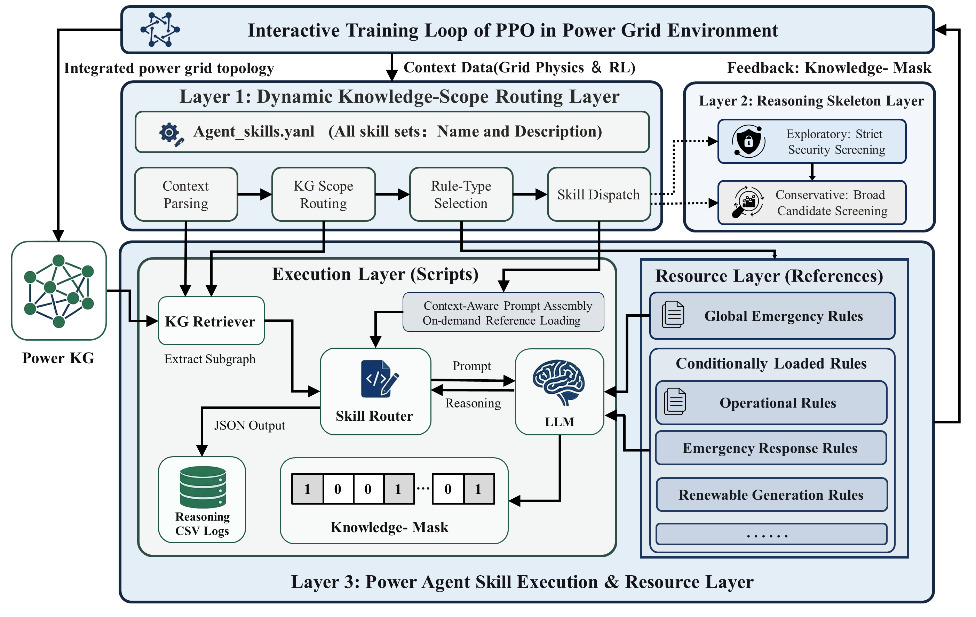 Interactive Training Loop of PPO in Power Grid Environment
Integrated power grid topology
Context Data(Grid Physics & RL)
Feedback: Knowledge- Mask
Layer 1: Dynamic Knowledge-Scope Routing Layer
Agent_skills.yanl (All skill sets: Name and Description)
Context
Parsing
KG Scope
Routing
Rule-Type
Selection
Skill Dispatch
Layer 2: Reasoning Skeleton Layer
Exploratory: Strict
Security Screening
Conservative: Broad
Candidate Screening
Power KG
Execution Layer (Scripts)
Context-Aware Prompt Assembly
On-demand Reference Loading
KG Retriever
Extract Subgraph
Skill Router
Prompt
Reasoning
LLM
JSON Output
Reasoning
CSV Logs
1 0 0 1 ... 0 1
Knowledge- Mask
Resource Layer (References)
Global Emergency Rules
Conditionally Loaded Rules
Operational Rules
Emergency Response Rules
Renewable Generation Rules
......
Layer 3: Power Agent Skill Execution & Resource Layer